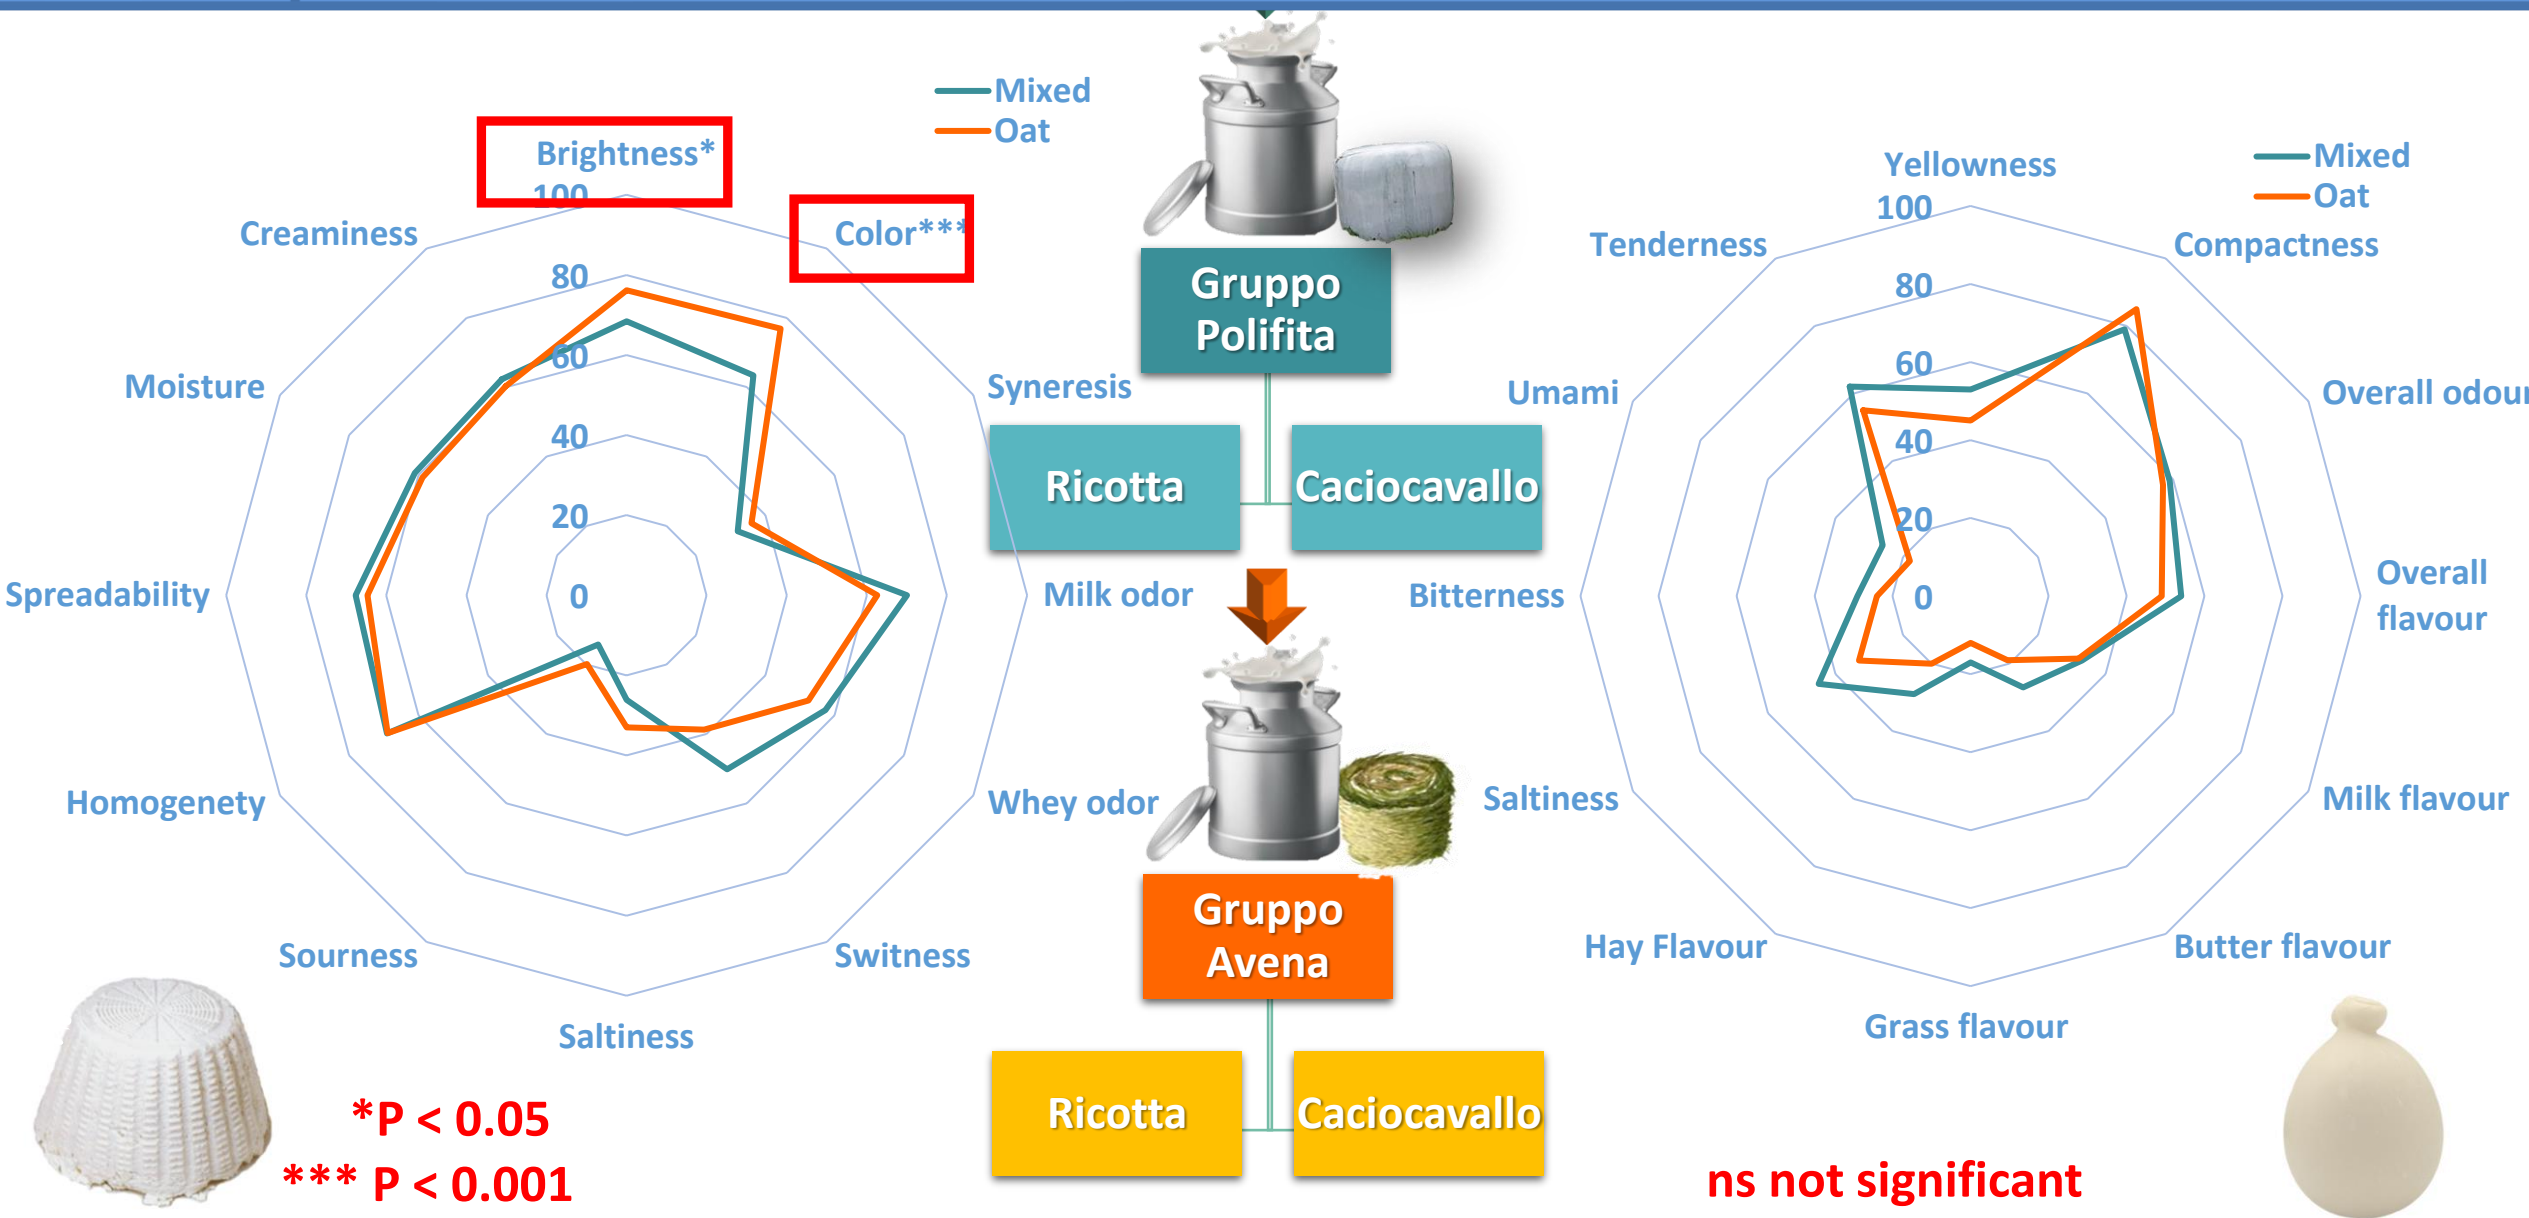 Mixed
Oat
Brightness*
100
Color***
Creaminess
80
Syneresis
Moisture
60
40
Milk odor
Spreadability
20
0
Whey odor
Homogenety
Switness
Sourness
Saltiness
*P < 0.05
*** P < 0.001
Gruppo
Polifita
Ricotta
Caciocavallo
Gruppo
Avena
Ricotta
Caciocavallo
Mixed
Oat
Yellowness
100
Compactness
Tenderness
80
Overall odour
Umami
60
40
20
0
Overall
flavour
Bitterness
Milk flavour
Saltiness
Butter flavour
Hay Flavour
Grass flavour
ns not significant